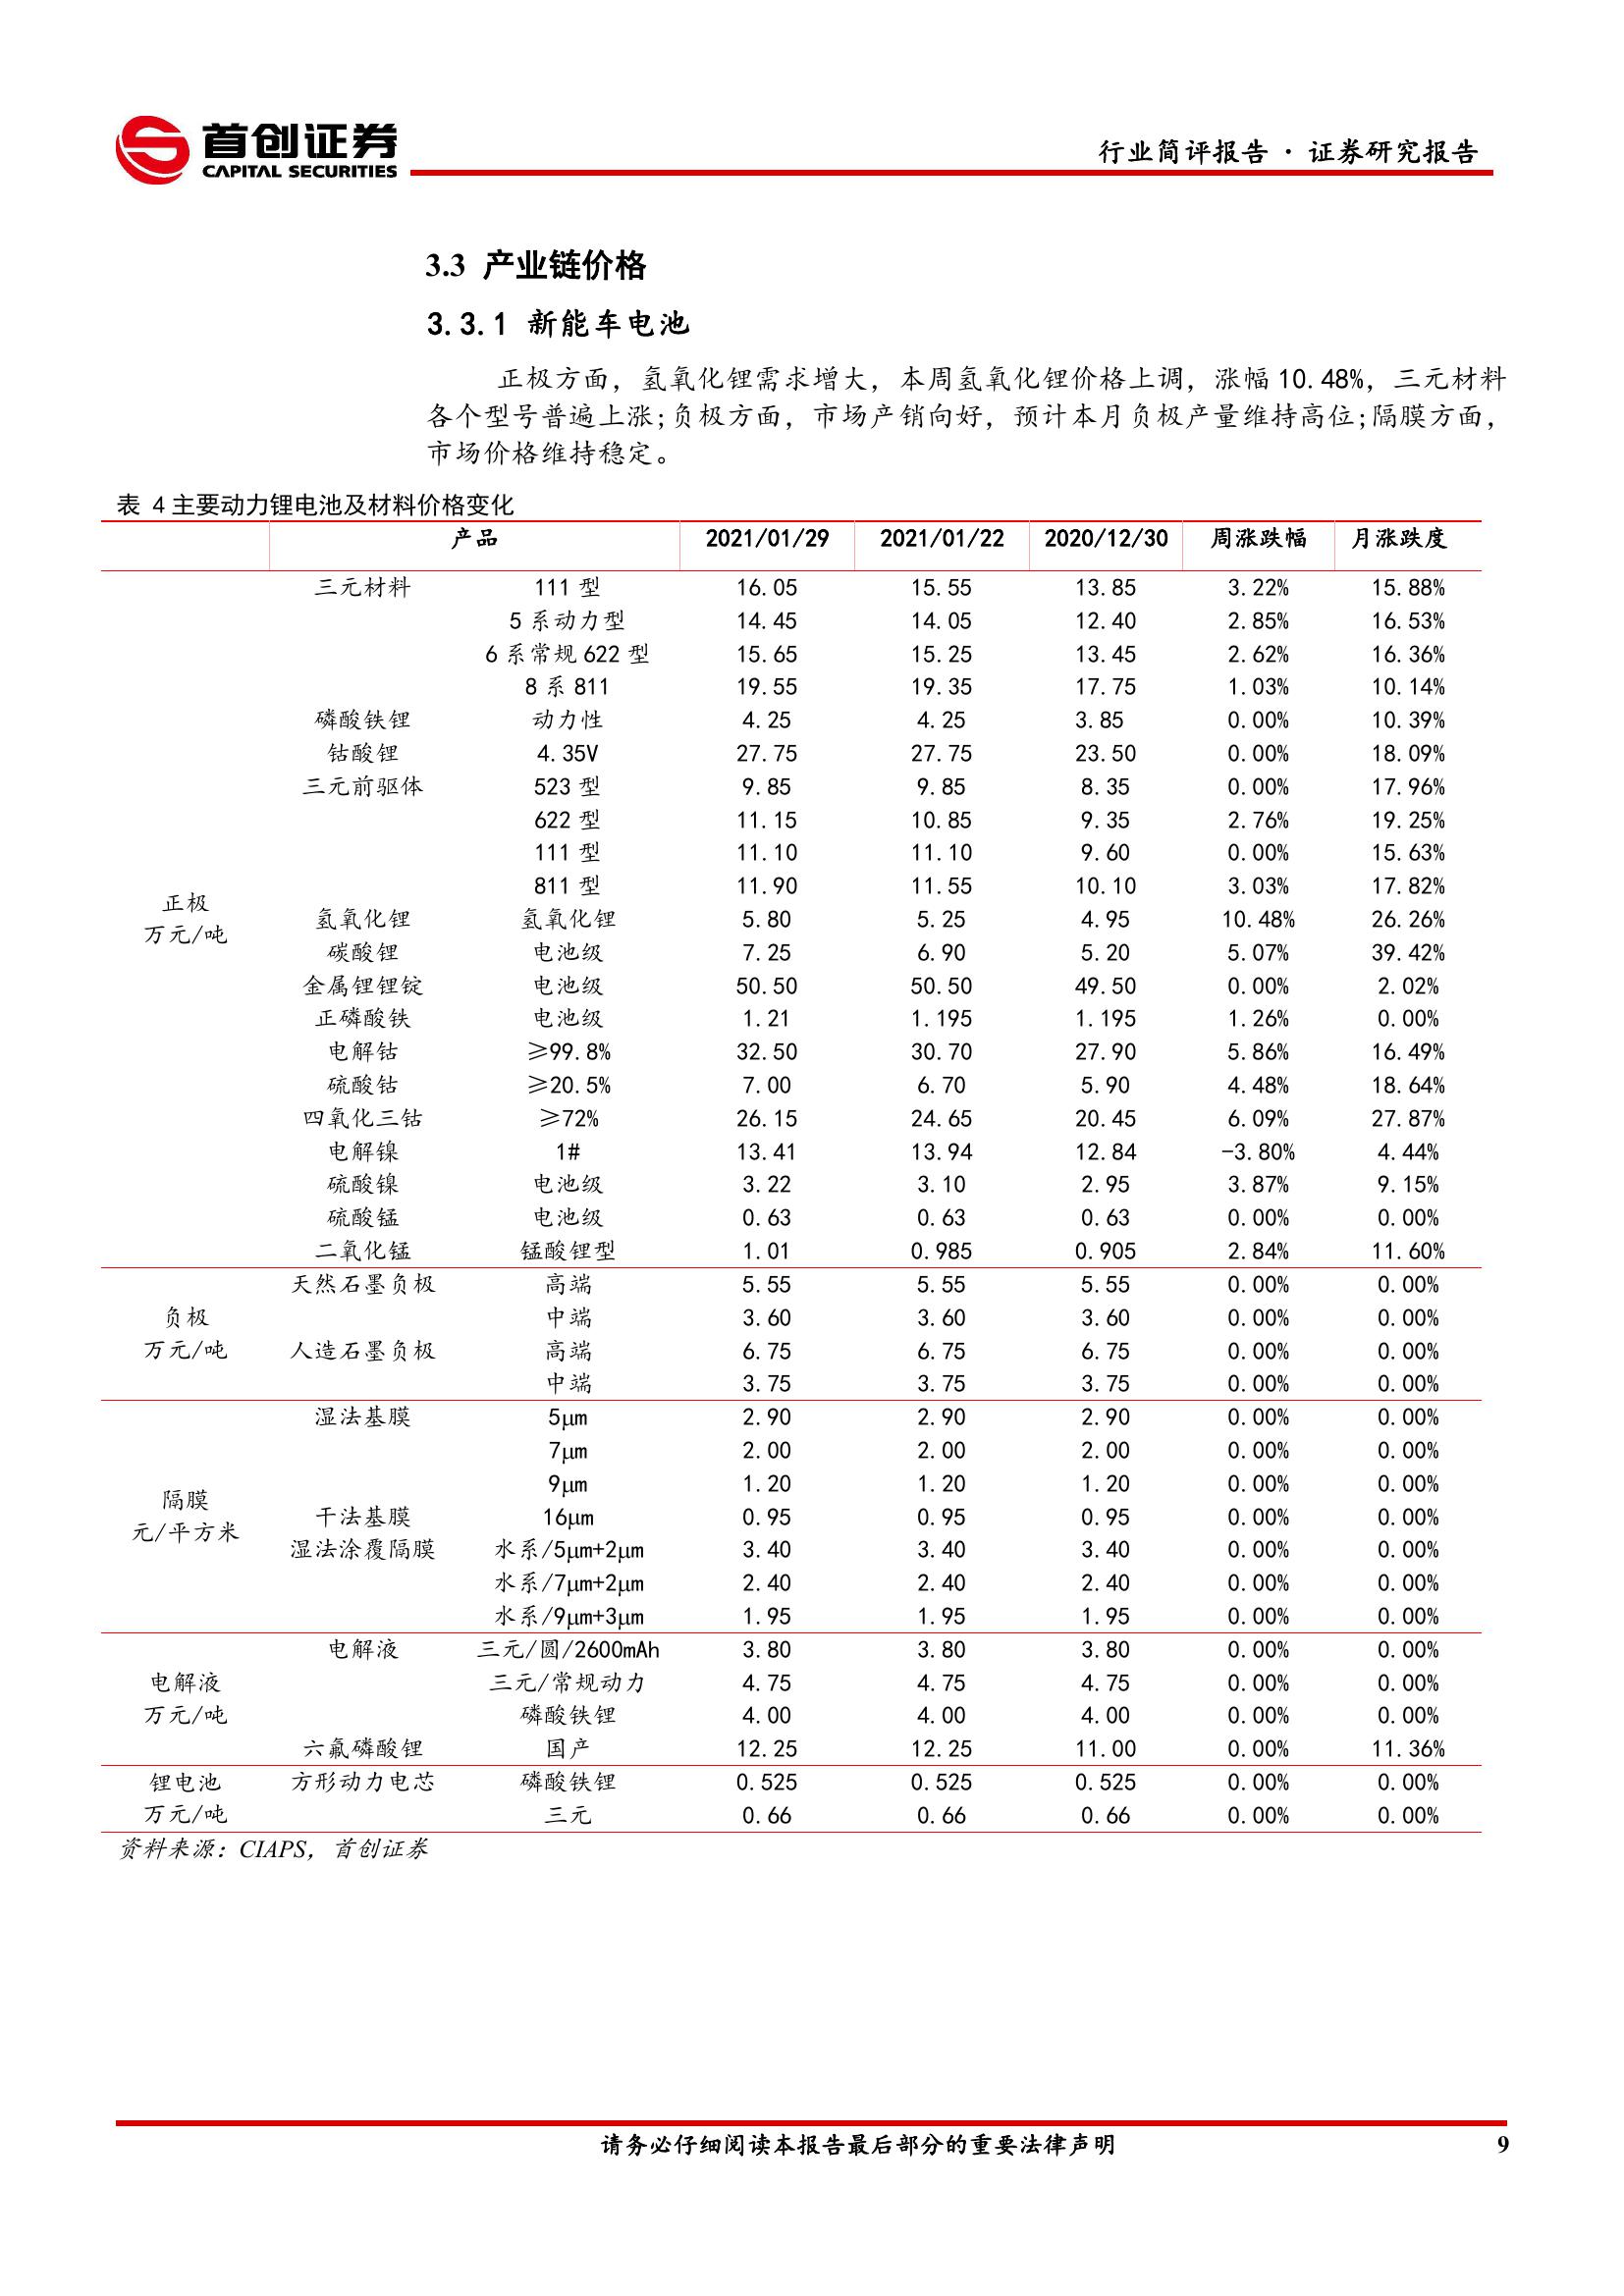 首创证券
CAPITAL SECURITIES
行业简评报告 · 证券研究报告
3.3 产业链价格
3.3.1 新能车电池
正极方面，氢氧化锂需求增大，本周氢氧化锂价格上调，涨幅 10.48%，三元材料
各个型号普遍上涨;负极方面，市场产销向好，预计本月负极产量维持高位;隔膜方面，
市场价格维持稳定。
表 4 主要动力锂电池及材料价格变化
产品 2021/01/29 2021/01/22 2020/12/30 周涨跌幅 月涨跌度
三元材料 111 型 16.05 15.55 13.85 3.22% 15.88%
5 系动力型 14.45 14.05 12.40 2.85% 16.53%
6 系常规 622 型 15.65 15.25 13.45 2.62% 16.36%
8 系 811 19.55 19.35 17.75 1.03% 10.14%
磷酸铁锂 动力性 4.25 4.25 3.85 0.00% 10.39%
钴酸锂 4.35V 27.75 27.75 23.50 0.00% 18.09%
三元前驱体 523 型 9.85 9.85 8.35 0.00% 17.96%
622 型 11.15 10.85 9.35 2.76% 19.25%
111 型 11.10 11.10 9.60 0.00% 15.63%
811 型 11.90 11.55 10.10 3.03% 17.82%
正极
万元/吨
氢氧化锂 氢氧化锂 5.80 5.25 4.95 10.48% 26.26%
碳酸锂 电池级 7.25 6.90 5.20 5.07% 39.42%
金属锂锂锭 电池级 50.50 50.50 49.50 0.00% 2.02%
正磷酸铁 电池级 1.21 1.195 1.195 1.26% 0.00%
电解钴 ≥99.8% 32.50 30.70 27.90 5.86% 16.49%
硫酸钴 ≥20.5% 7.00 6.70 5.90 4.48% 18.64%
四氧化三钴 ≥72% 26.15 24.65 20.45 6.09% 27.87%
电解镍 1# 13.41 13.94 12.84 -3.80% 4.44%
硫酸镍 电池级 3.22 3.10 2.95 3.87% 9.15%
硫酸锰 电池级 0.63 0.63 0.63 0.00% 0.00%
二氧化锰 锰酸锂型 1.01 0.985 0.905 2.84% 11.60%
天然石墨负极 高端 5.55 5.55 5.55 0.00% 0.00%
负极 中端 3.60 3.60 3.60 0.00% 0.00%
万元/吨 人造石墨负极 高端 6.75 6.75 6.75 0.00% 0.00%
中端 3.75 3.75 3.75 0.00% 0.00%
湿法基膜 5μm 2.90 2.90 2.90 0.00% 0.00%
7μm 2.00 2.00 2.00 0.00% 0.00%
9μm 1.20 1.20 1.20 0.00% 0.00%
隔膜
元/平方米
干法基膜 16μm 0.95 0.95 0.95 0.00% 0.00%
湿法涂覆隔膜 水系/5μm+2μm 3.40 3.40 3.40 0.00% 0.00%
水系/7μm+2μm 2.40 2.40 2.40 0.00% 0.00%
水系/9μm+3μm 1.95 1.95 1.95 0.00% 0.00%
电解液 三元/圆/2600mAh 3.80 3.80 3.80 0.00% 0.00%
电解液 三元/常规动力 4.75 4.75 4.75 0.00% 0.00%
万元/吨 磷酸铁锂 4.00 4.00 4.00 0.00% 0.00%
六氟磷酸锂 国产 12.25 12.25 11.00 0.00% 11.36%
锂电池 方形动力电芯 磷酸铁锂 0.525 0.525 0.525 0.00% 0.00%
万元/吨 三元 0.66 0.66 0.66 0.00% 0.00%
资料来源：CIAPS，首创证券
请务必仔细阅读本报告最后部分的重要法律声明 9